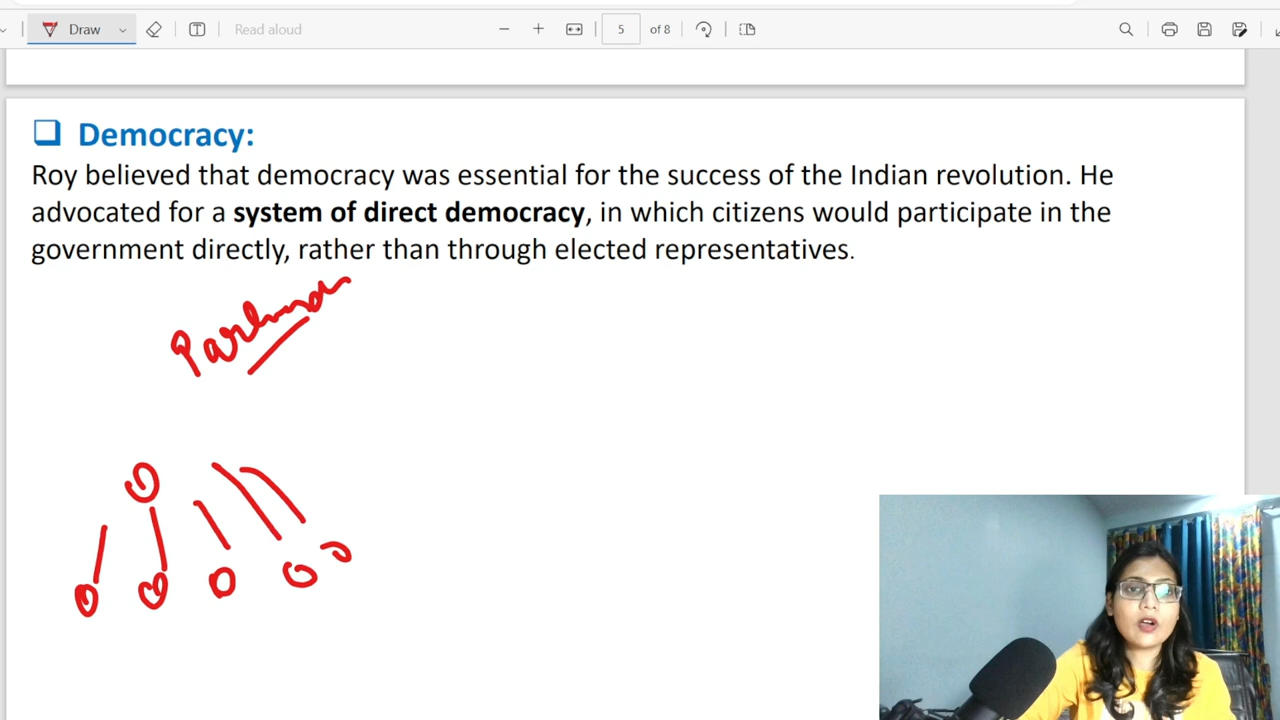 Draw
Read aloud
5 of 8
Democracy:
Roy believed that democracy was essential for the success of the Indian revolution. He
advocated for a system of direct democracy, in which citizens would participate in the
government directly, rather than through elected representatives.